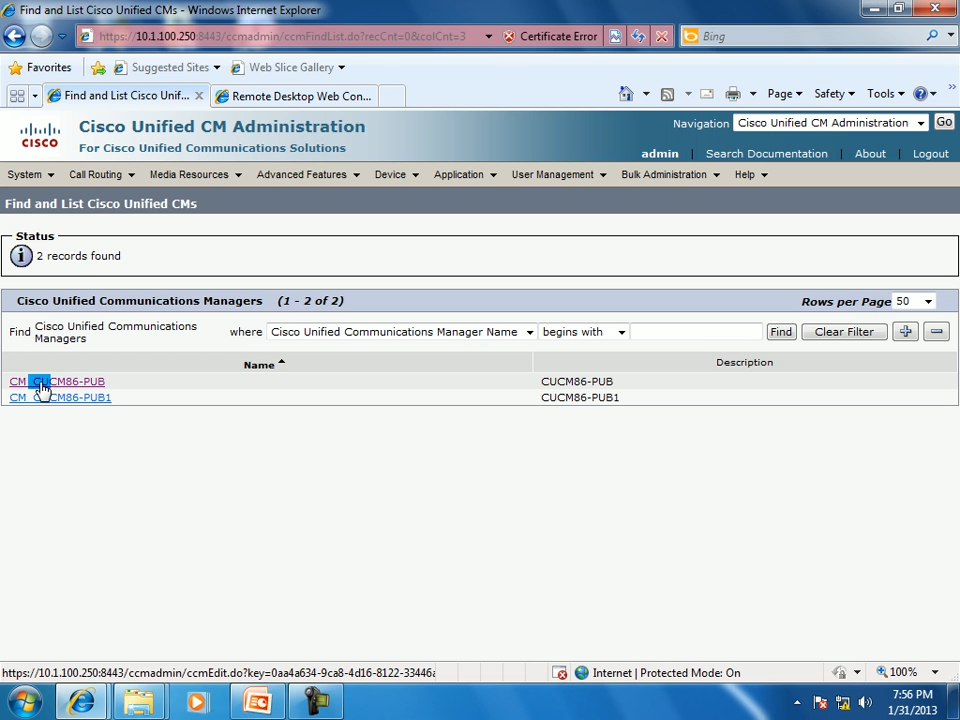 Find and List Cisco Unified CMs - Windows Internet Explorer
https://10.1.100.250:8443/ccmadmin/ccmFindList.do?recCnt=0&colCnt=3
Certificate Error
Bing
Favorites
Suggested Sites
Web Slice Gallery
Find and List Cisco Unif...
Remote Desktop Web Con...
Page
Safety
Tools
CISCO
Cisco Unified CM Administration
For Cisco Unified Communications Solutions
Navigation
Cisco Unified CM Administration
Go
admin
Search Documentation
About
Logout
System
Call Routing
Media Resources
Advanced Features
Device
Application
User Management
Bulk Administration
Help
Find and List Cisco Unified CMs
Status
2 records found
Cisco Unified Communications Managers (1 - 2 of 2)
Rows per Page 50
Find Cisco Unified Communications Managers where Cisco Unified Communications Manager Name begins with
Find
Clear Filter
Name
Description
CM_CUCM86-PUB
CUCM86-PUB
CM_CUCM86-PUB1
CUCM86-PUB1
https://10.1.100.250:8443/ccmadmin/ccmEdit.do?key=0aa4a634-9ca8-4d16-8122-33446a
Internet | Protected Mode: On
100%
7:56 PM
1/31/2013